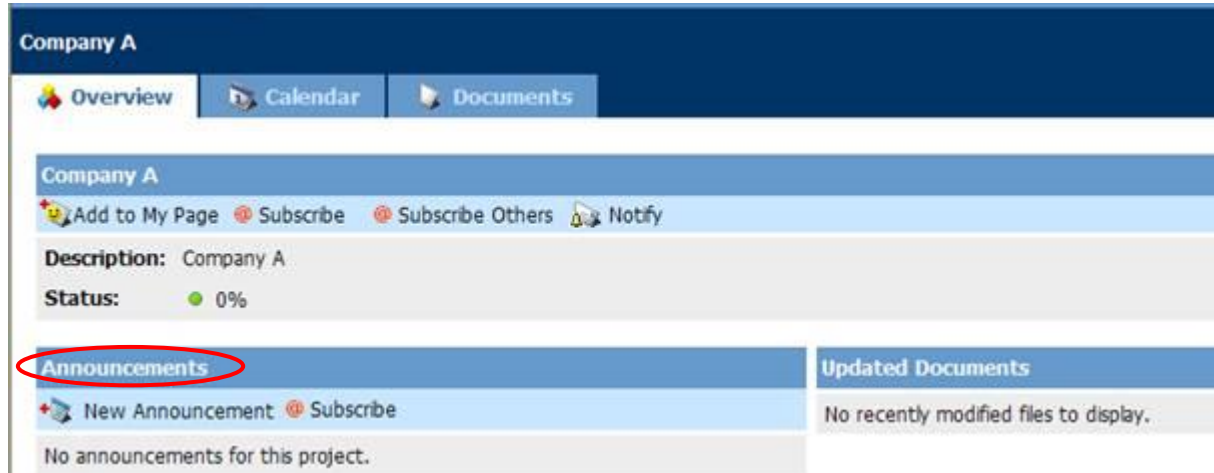 Company A
Overview Calendar Documents
Company A
Add to My Page Subscribe Subscribe Others Notify
Description: Company A
Status: 0%
Announcements
New Announcement Subscribe
No announcements for this project.
Updated Documents
No recently modified files to display.